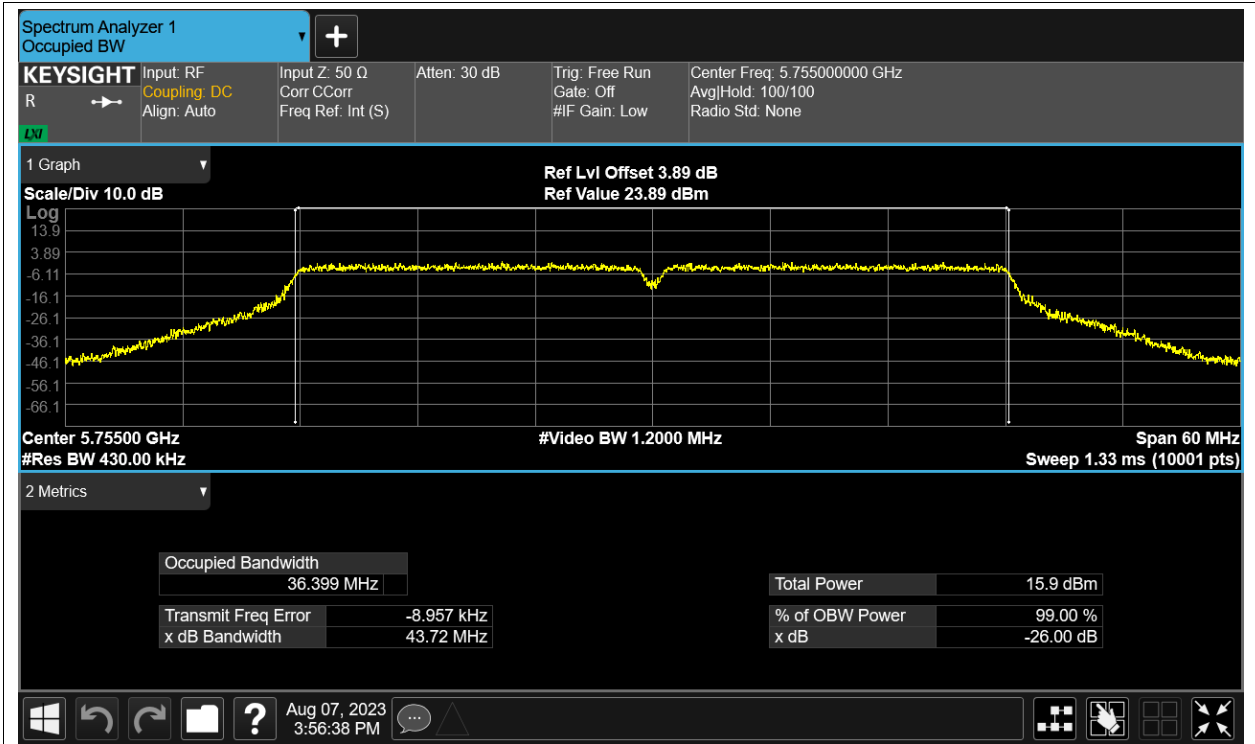 Spectrum Analyzer 1
Occupied BW
KEYSIGHT
R
LXI
Input: RF
Coupling: DC
Align: Auto
Input Z: 50 Ω
Corr CCorr
Freq Ref: Int (S)
Atten: 30 dB
Trig: Free Run
Gate: Off
#IF Gain: Low
Center Freq: 5.755000000 GHz
Avg|Hold: 100/100
Radio Std: None
1 Graph
Scale/Div 10.0 dB
Ref Lvl Offset 3.89 dB
Ref Value 23.89 dBm
Log
13.9
3.89
-6.11
-16.1
-26.1
-36.1
-46.1
-56.1
-66.1
Center 5.75500 GHz
#Video BW 1.2000 MHz
Span 60 MHz
#Res BW 430.00 kHz
Sweep 1.33 ms (10001 pts)
2 Metrics
Occupied Bandwidth
36.399 MHz
Total Power 15.9 dBm
Transmit Freq Error -8.957 kHz
% of OBW Power 99.00 %
x dB Bandwidth 43.72 MHz
x dB -26.00 dB
?
Aug 07, 2023
3:56:38 PM